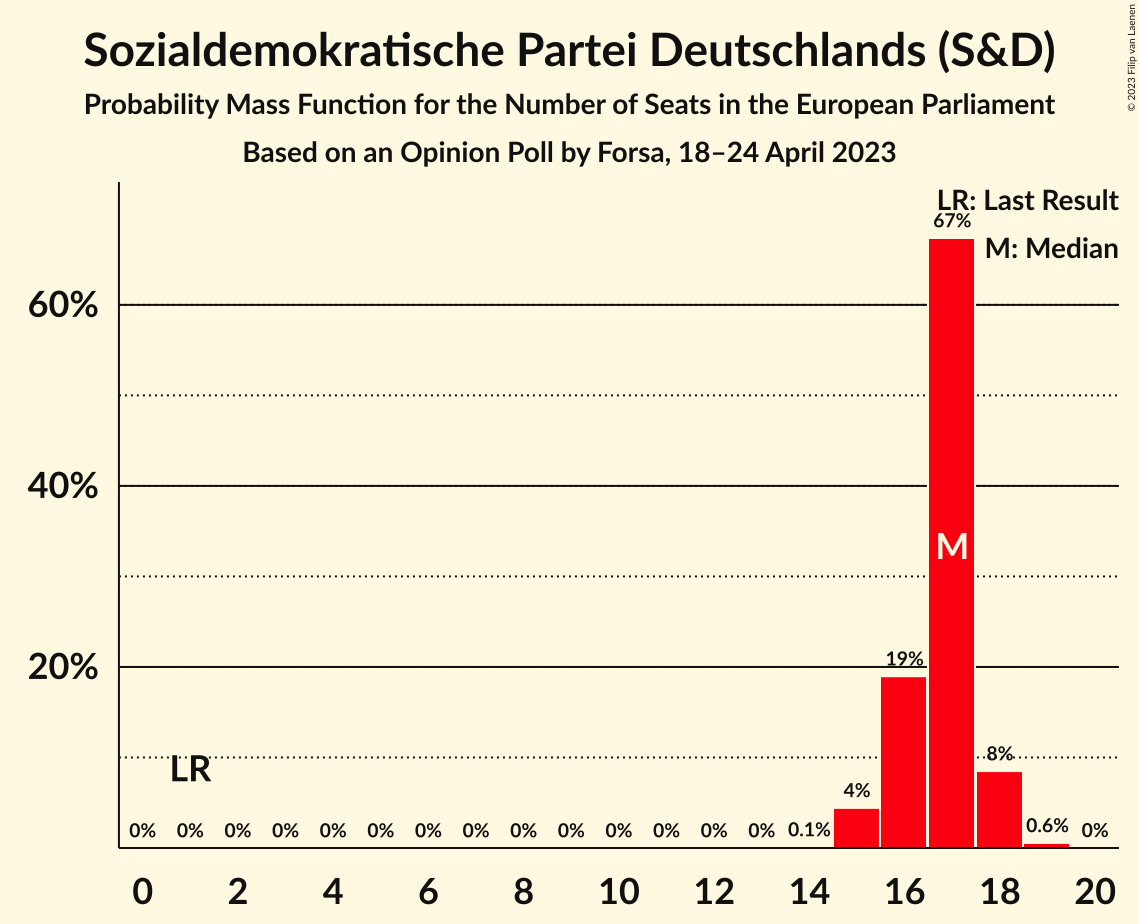 Sozialdemokratische Partei Deutschlands (S&D)
Probability Mass Function for the Number of Seats in the European Parliament
Based on an Opinion Poll by Forsa, 18–24 April 2023
© 2023 Filip van Laenen
LR: Last Result
M: Median
67%
60%
40%
M
20%
19%
LR
8%
4%
0% 0% 0% 0% 0% 0% 0% 0% 0% 0% 0% 0% 0% 0% 0.1% 0.6% 0%
0 2 4 6 8 10 12 14 16 18 20